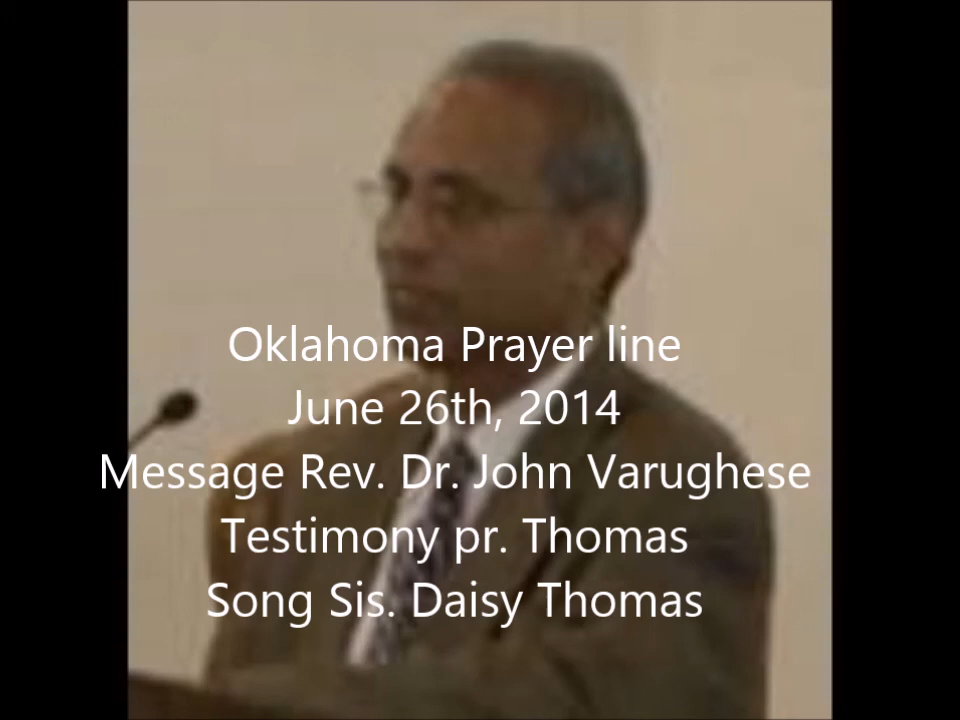 Oklahoma Prayer line
June 26th, 2014
Message Rev. Dr. John Varughese
Testimony pr. Thomas
Song Sis. Daisy Thomas